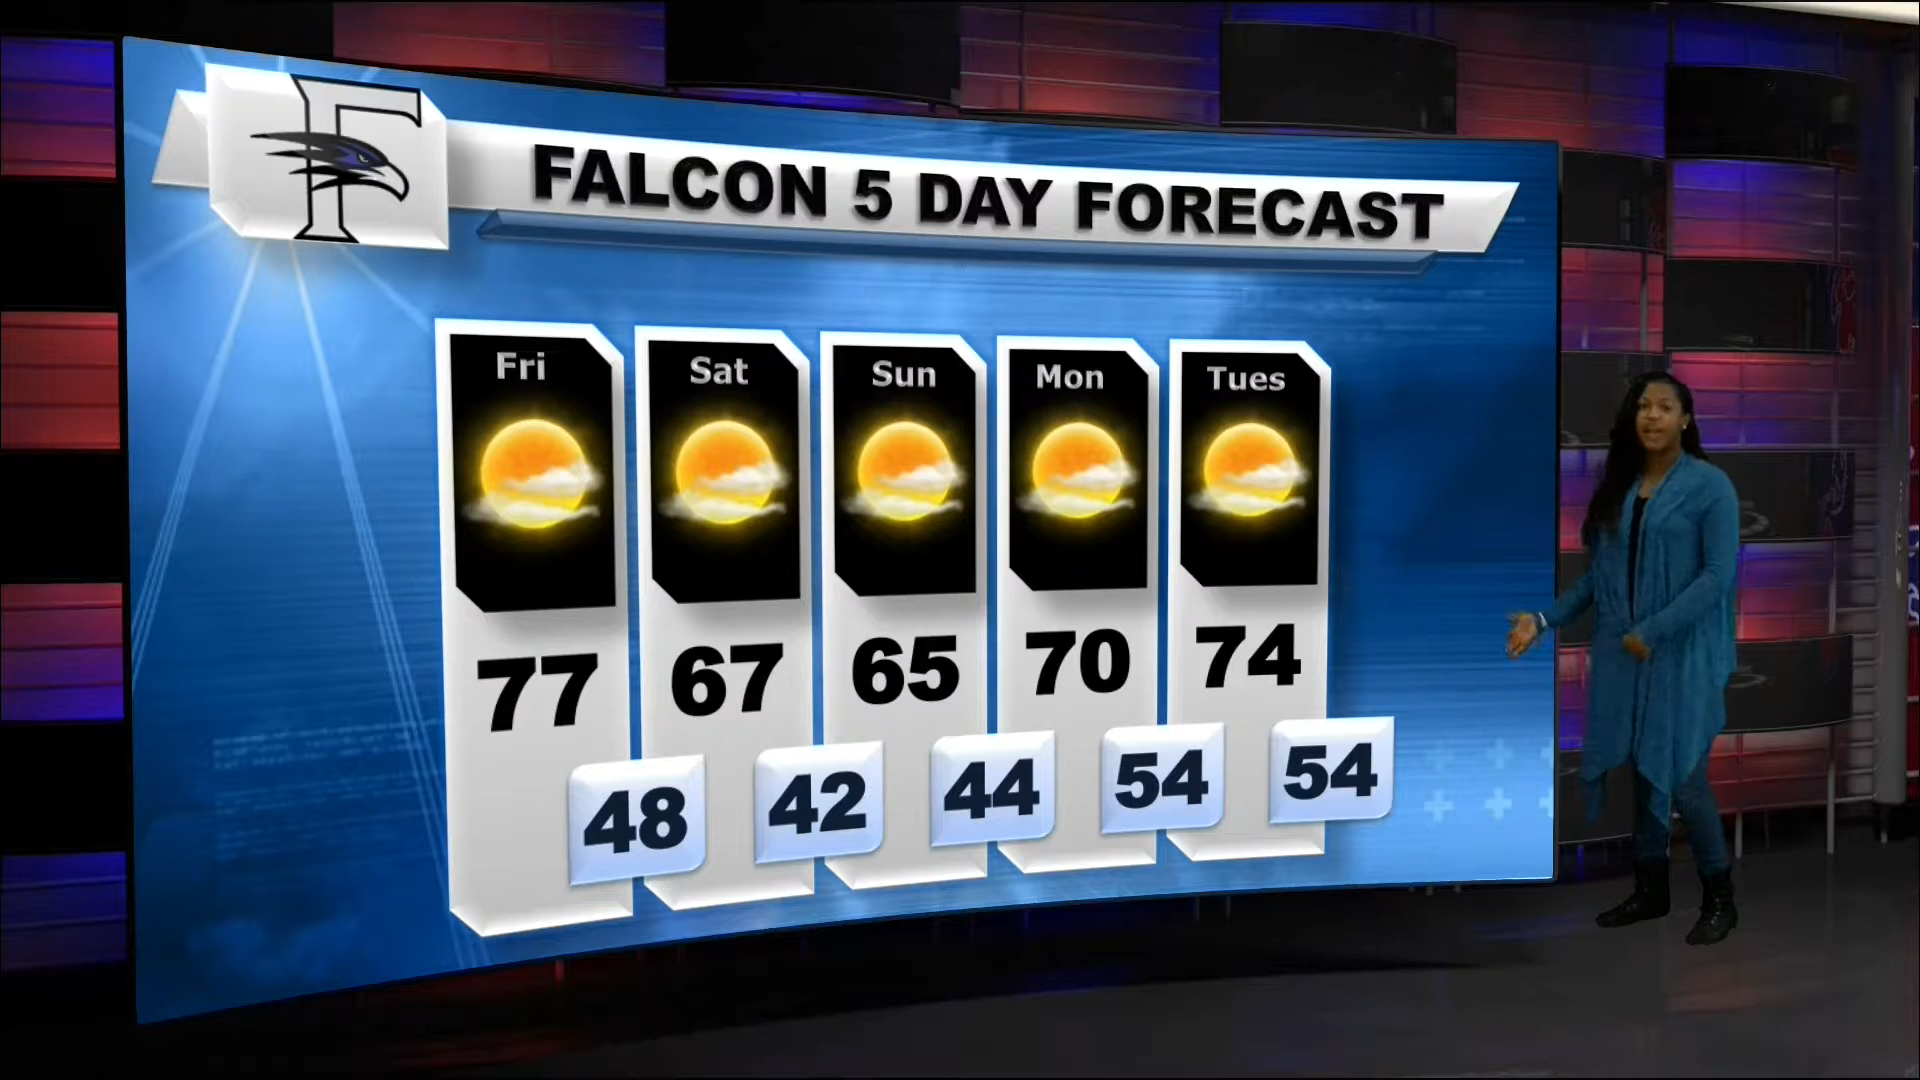 F
FALCON 5 DAY FORECAST
Fri Sat Sun Mon Tues
77 67 65 70 74
48 42 44 54 54